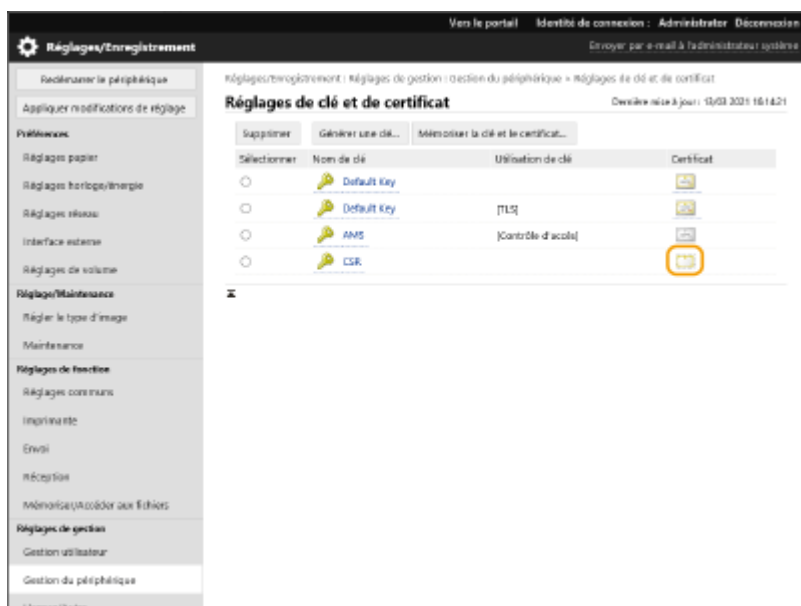 Vers le portail Identité de connexion : Administrator Déconnexion
Réglages/Enregistrement
Envoyer par e-mail à l'administrateur système
Redémarrer le périphérique
Appliquer modifications de réglage
Préférences
Réglages papier
Réglages horloge/énergie
Réglages réseau
Interface externe
Réglages de volume
Réglage/Maintenance
Régler le type d'image
Maintenance
Réglages de fonction
Réglages communs
Imprimante
Envoi
Réception
Mémoriser/Accéder aux fichiers
Réglages de gestion
Gestion utilisateur
Gestion du périphérique
Réglages/Enregistrement : Réglages de gestion : Gestion du périphérique > Réglages de clé et de certificat
Réglages de clé et de certificat
Dernière mise à jour : 13/03 2021 16:14:21
Supprimer Générer une clé... Mémoriser la clé et le certificat...
Sélectionner Nom de clé Utilisation de clé Certificat
Default Key
Default Key [TLS]
AMS [Contrôle d'accès]
CSR